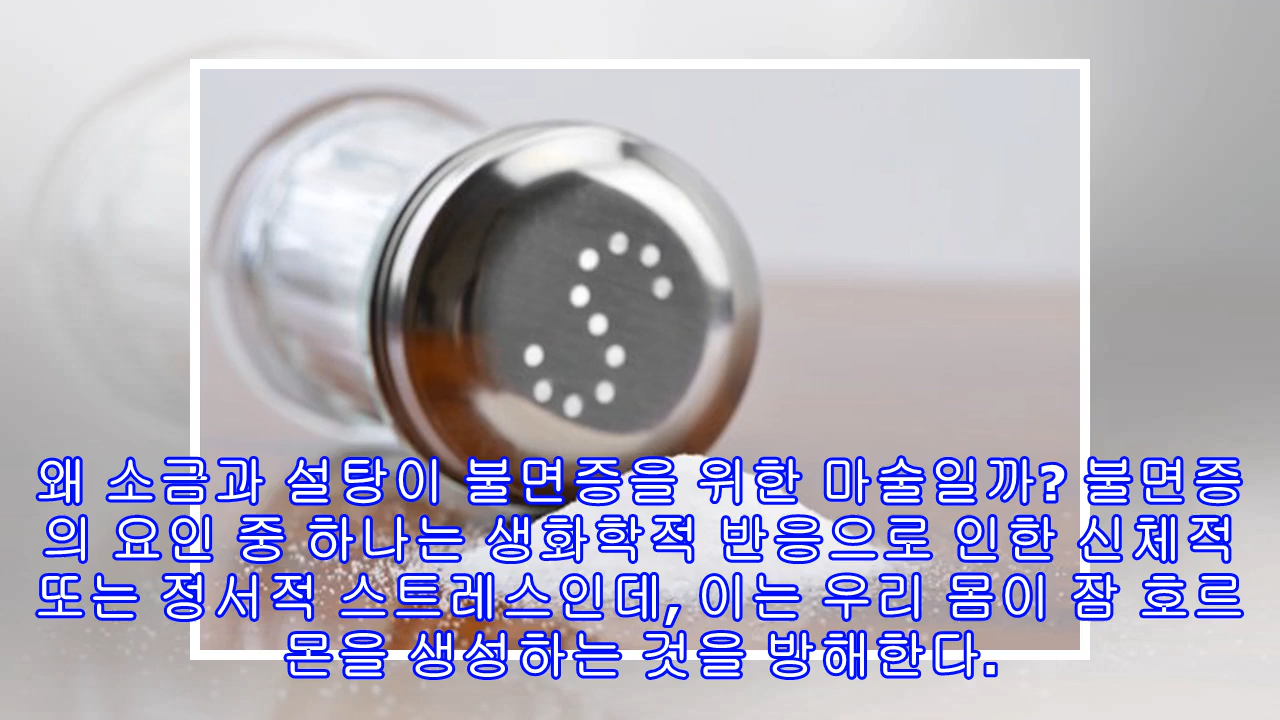 왜 소금과 설탕이 불면증을 위한 마술일까? 불면증
의 요인 중 하나는 생화학적 반응으로 인한 신체적
또는 정서적 스트레스인데, 이는 우리 몸이 잠 호르
몬을 생성하는 것을 방해한다.